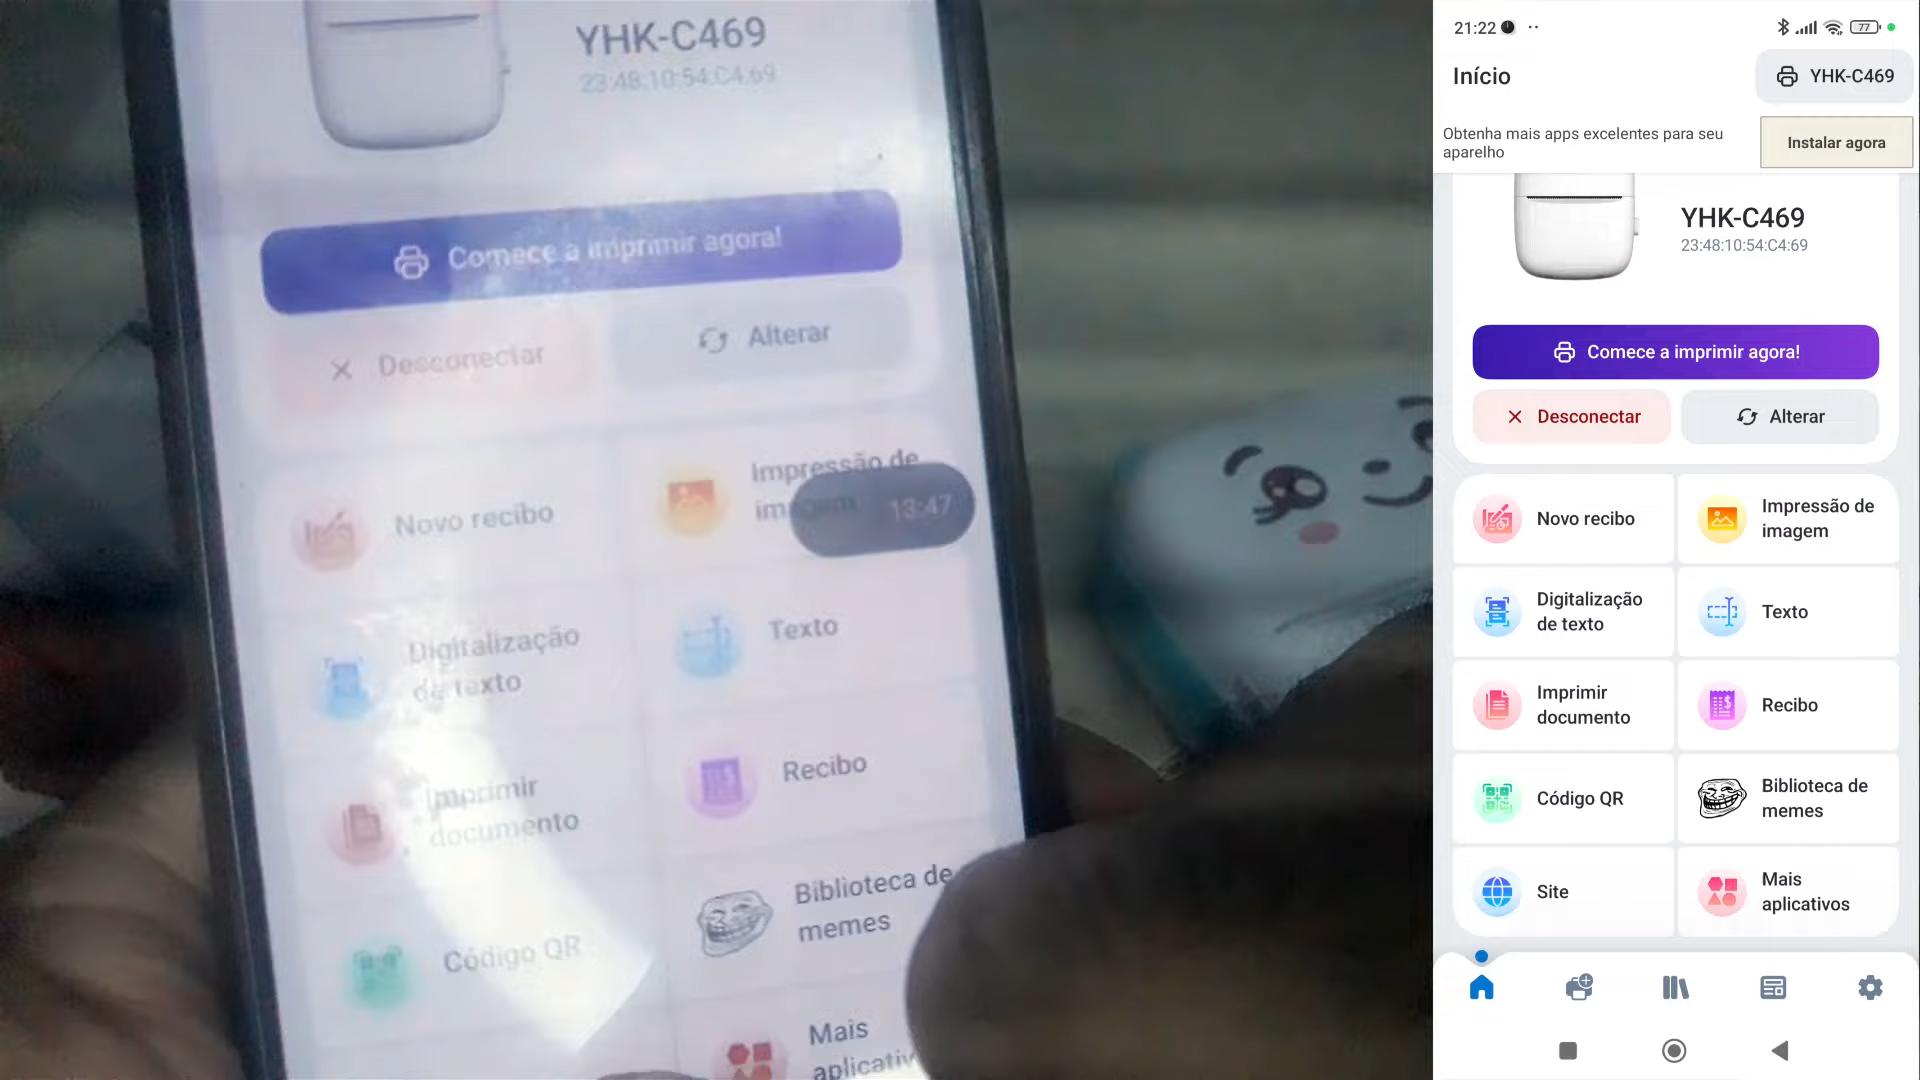 YHK-C469
23:48:10:54:C4:69
Comece a imprimir agora!
Desconectar
Alterar
Novo recibo
Impressão de
imagem
13:47
Digitalização
de texto
Texto
Imprimir
documento
Recibo
Código QR
Biblioteca de
memes
Mais
aplicativ
21:22
77
Início
YHK-C469
Obtenha mais apps excelentes para seu
aparelho
Instalar agora
YHK-C469
23:48:10:54:C4:69
Comece a imprimir agora!
Desconectar
Alterar
Novo recibo
Impressão de
imagem
Digitalização
de texto
Texto
Imprimir
documento
Recibo
Código QR
Biblioteca de
memes
Site
Mais
aplicativos